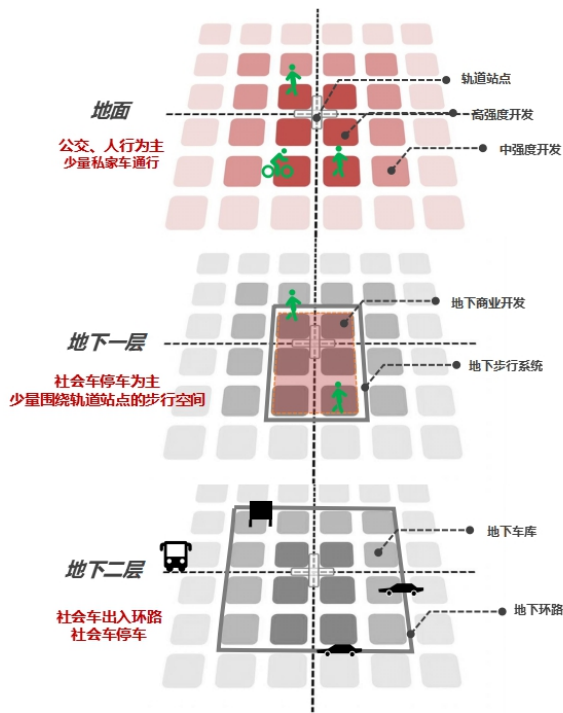 地面
公交、人行为主
少量私家车通行
轨道站点
高强度开发
中强度开发
地下一层
社会车停车为主
少量围绕轨道站点的步行空间
地下商业开发
地下步行系统
地下二层
社会车出入环路
社会车停车
地下车库
地下环路